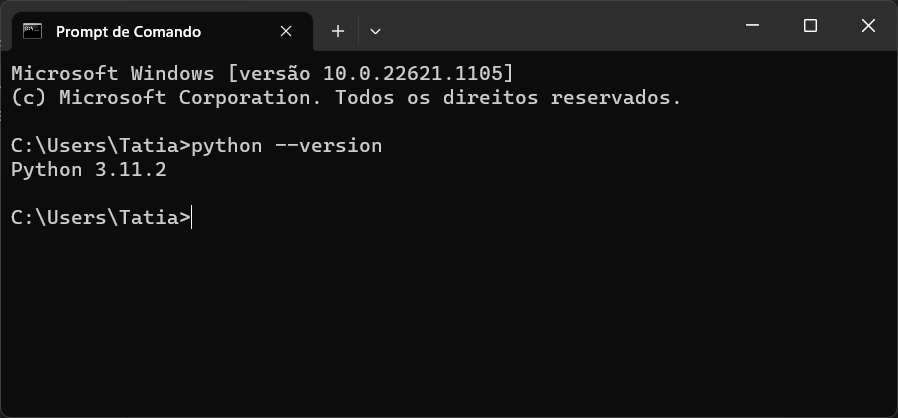 Prompt de Comando
Microsoft Windows [versão 10.0.22621.1105]
(c) Microsoft Corporation. Todos os direitos reservados.
C:\Users\Tatia>python --version
Python 3.11.2
C:\Users\Tatia>